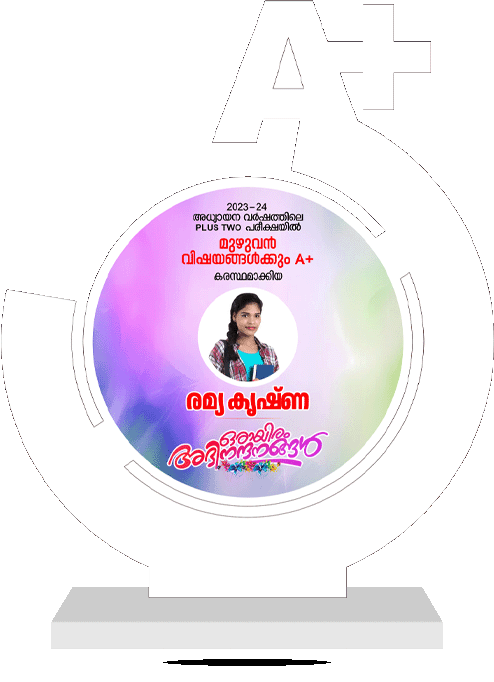 A+
2023-24
അധ്യായന വർഷത്തിലെ
PLUS TWO പരീക്ഷയിൽ
മുഴുവൻ
വിഷയങ്ങൾക്കും A+
കരസ്ഥമാക്കിയ
രമ്യ കൃഷ്ണ
ഒരായിരം
അഭിനന്ദനങ്ങൾ